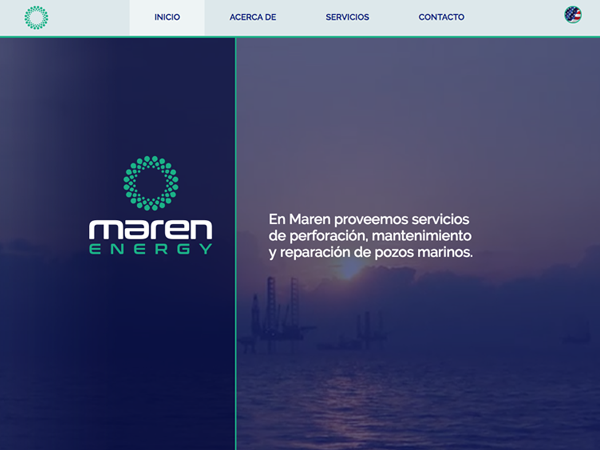 INICIO
ACERCA DE
SERVICIOS
CONTACTO
maren
ENERGY
En Maren proveemos servicios
de perforación, mantenimiento
y reparación de pozos marinos.